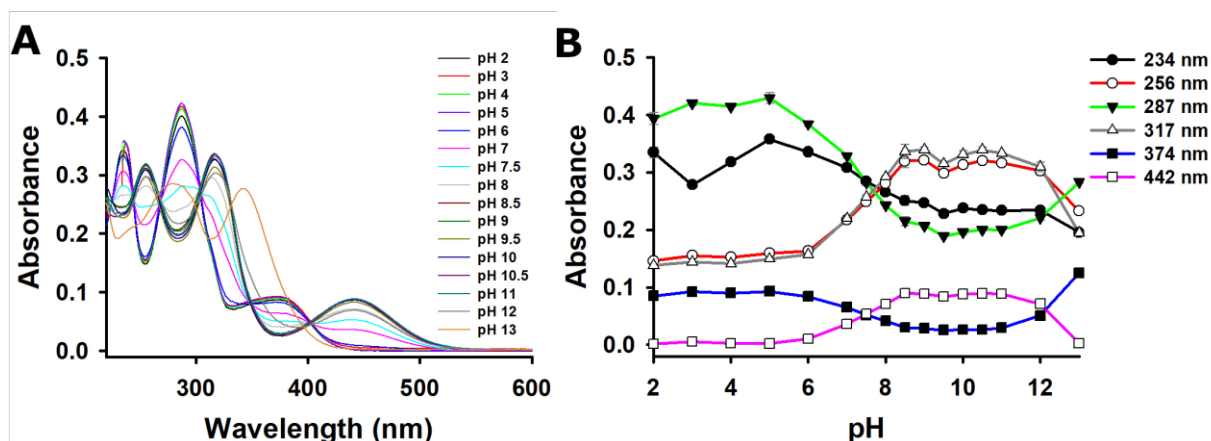 A
Absorbance
0.5
0.4
0.3
0.2
0.1
0.0
300
400
500
600
Wavelength (nm)
pH 2
pH 3
pH 4
pH 5
pH 6
pH 7
pH 7.5
pH 8
pH 8.5
pH 9
pH 9.5
pH 10
pH 10.5
pH 11
pH 12
pH 13
B
Absorbance
0.5
0.4
0.3
0.2
0.1
0.0
2
4
6
8
10
12
pH
234 nm
256 nm
287 nm
317 nm
374 nm
442 nm